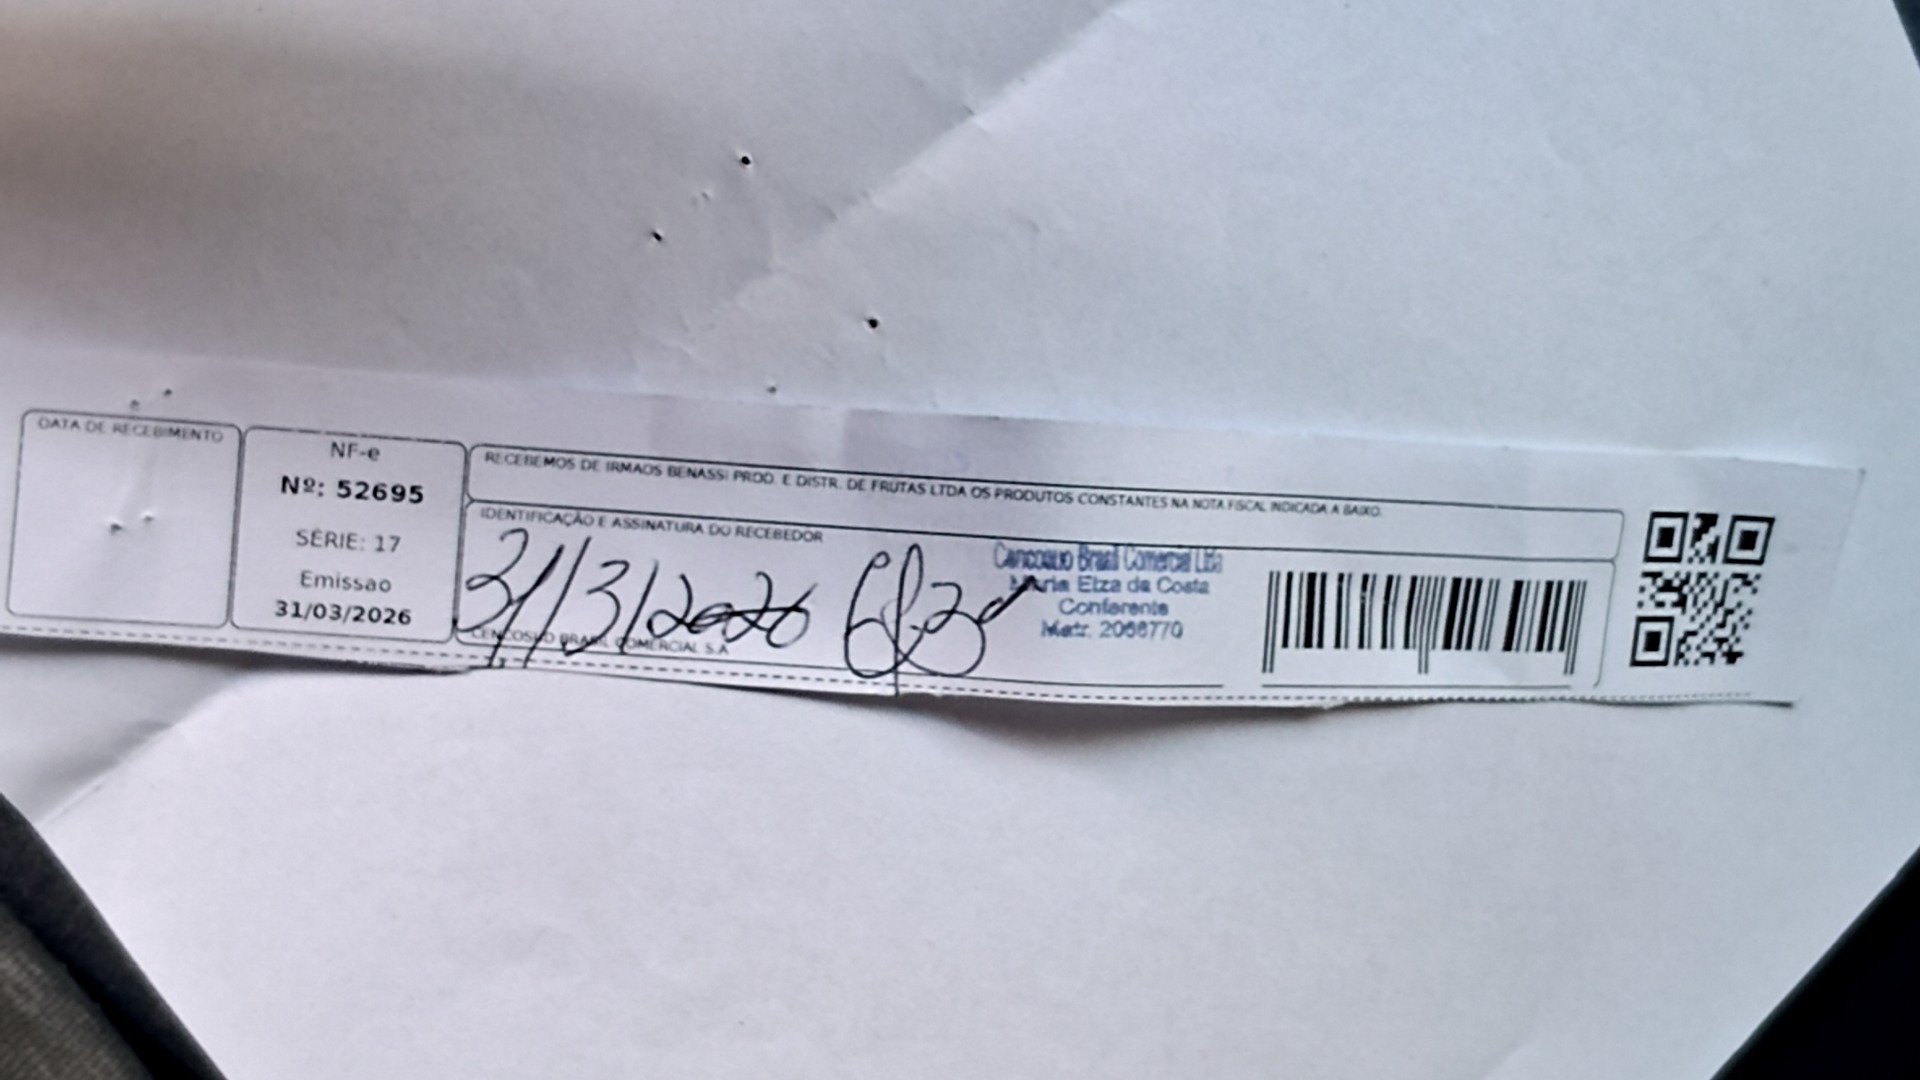 DATA DE RECEBIMENTO
NF-e
Nº: 52695
SÉRIE: 17
Emissao
31/03/2026
RECEBEMOS DE IRMAOS BENASSI PROD. E DISTR. DE FRUTAS LTDA OS PRODUTOS CONSTANTES NA NOTA FISCAL INDICADA A BAIXO.
IDENTIFICAÇÃO E ASSINATURA DO RECEBEDOR
31/3/2026
CENCOSUD BRASIL COMERCIAL S.A
Cencosud Brasil Comercial Ltda
Maria Elza da Costa
Conferente
Matr. 2066770